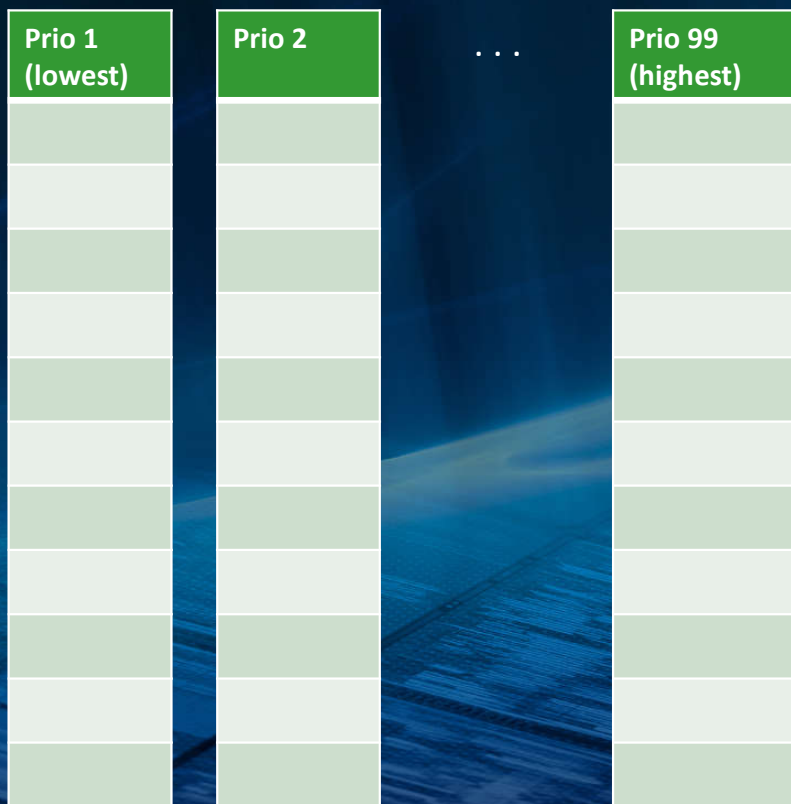 Prio 1
(lowest)
Prio 2
. . .
Prio 99
(highest)